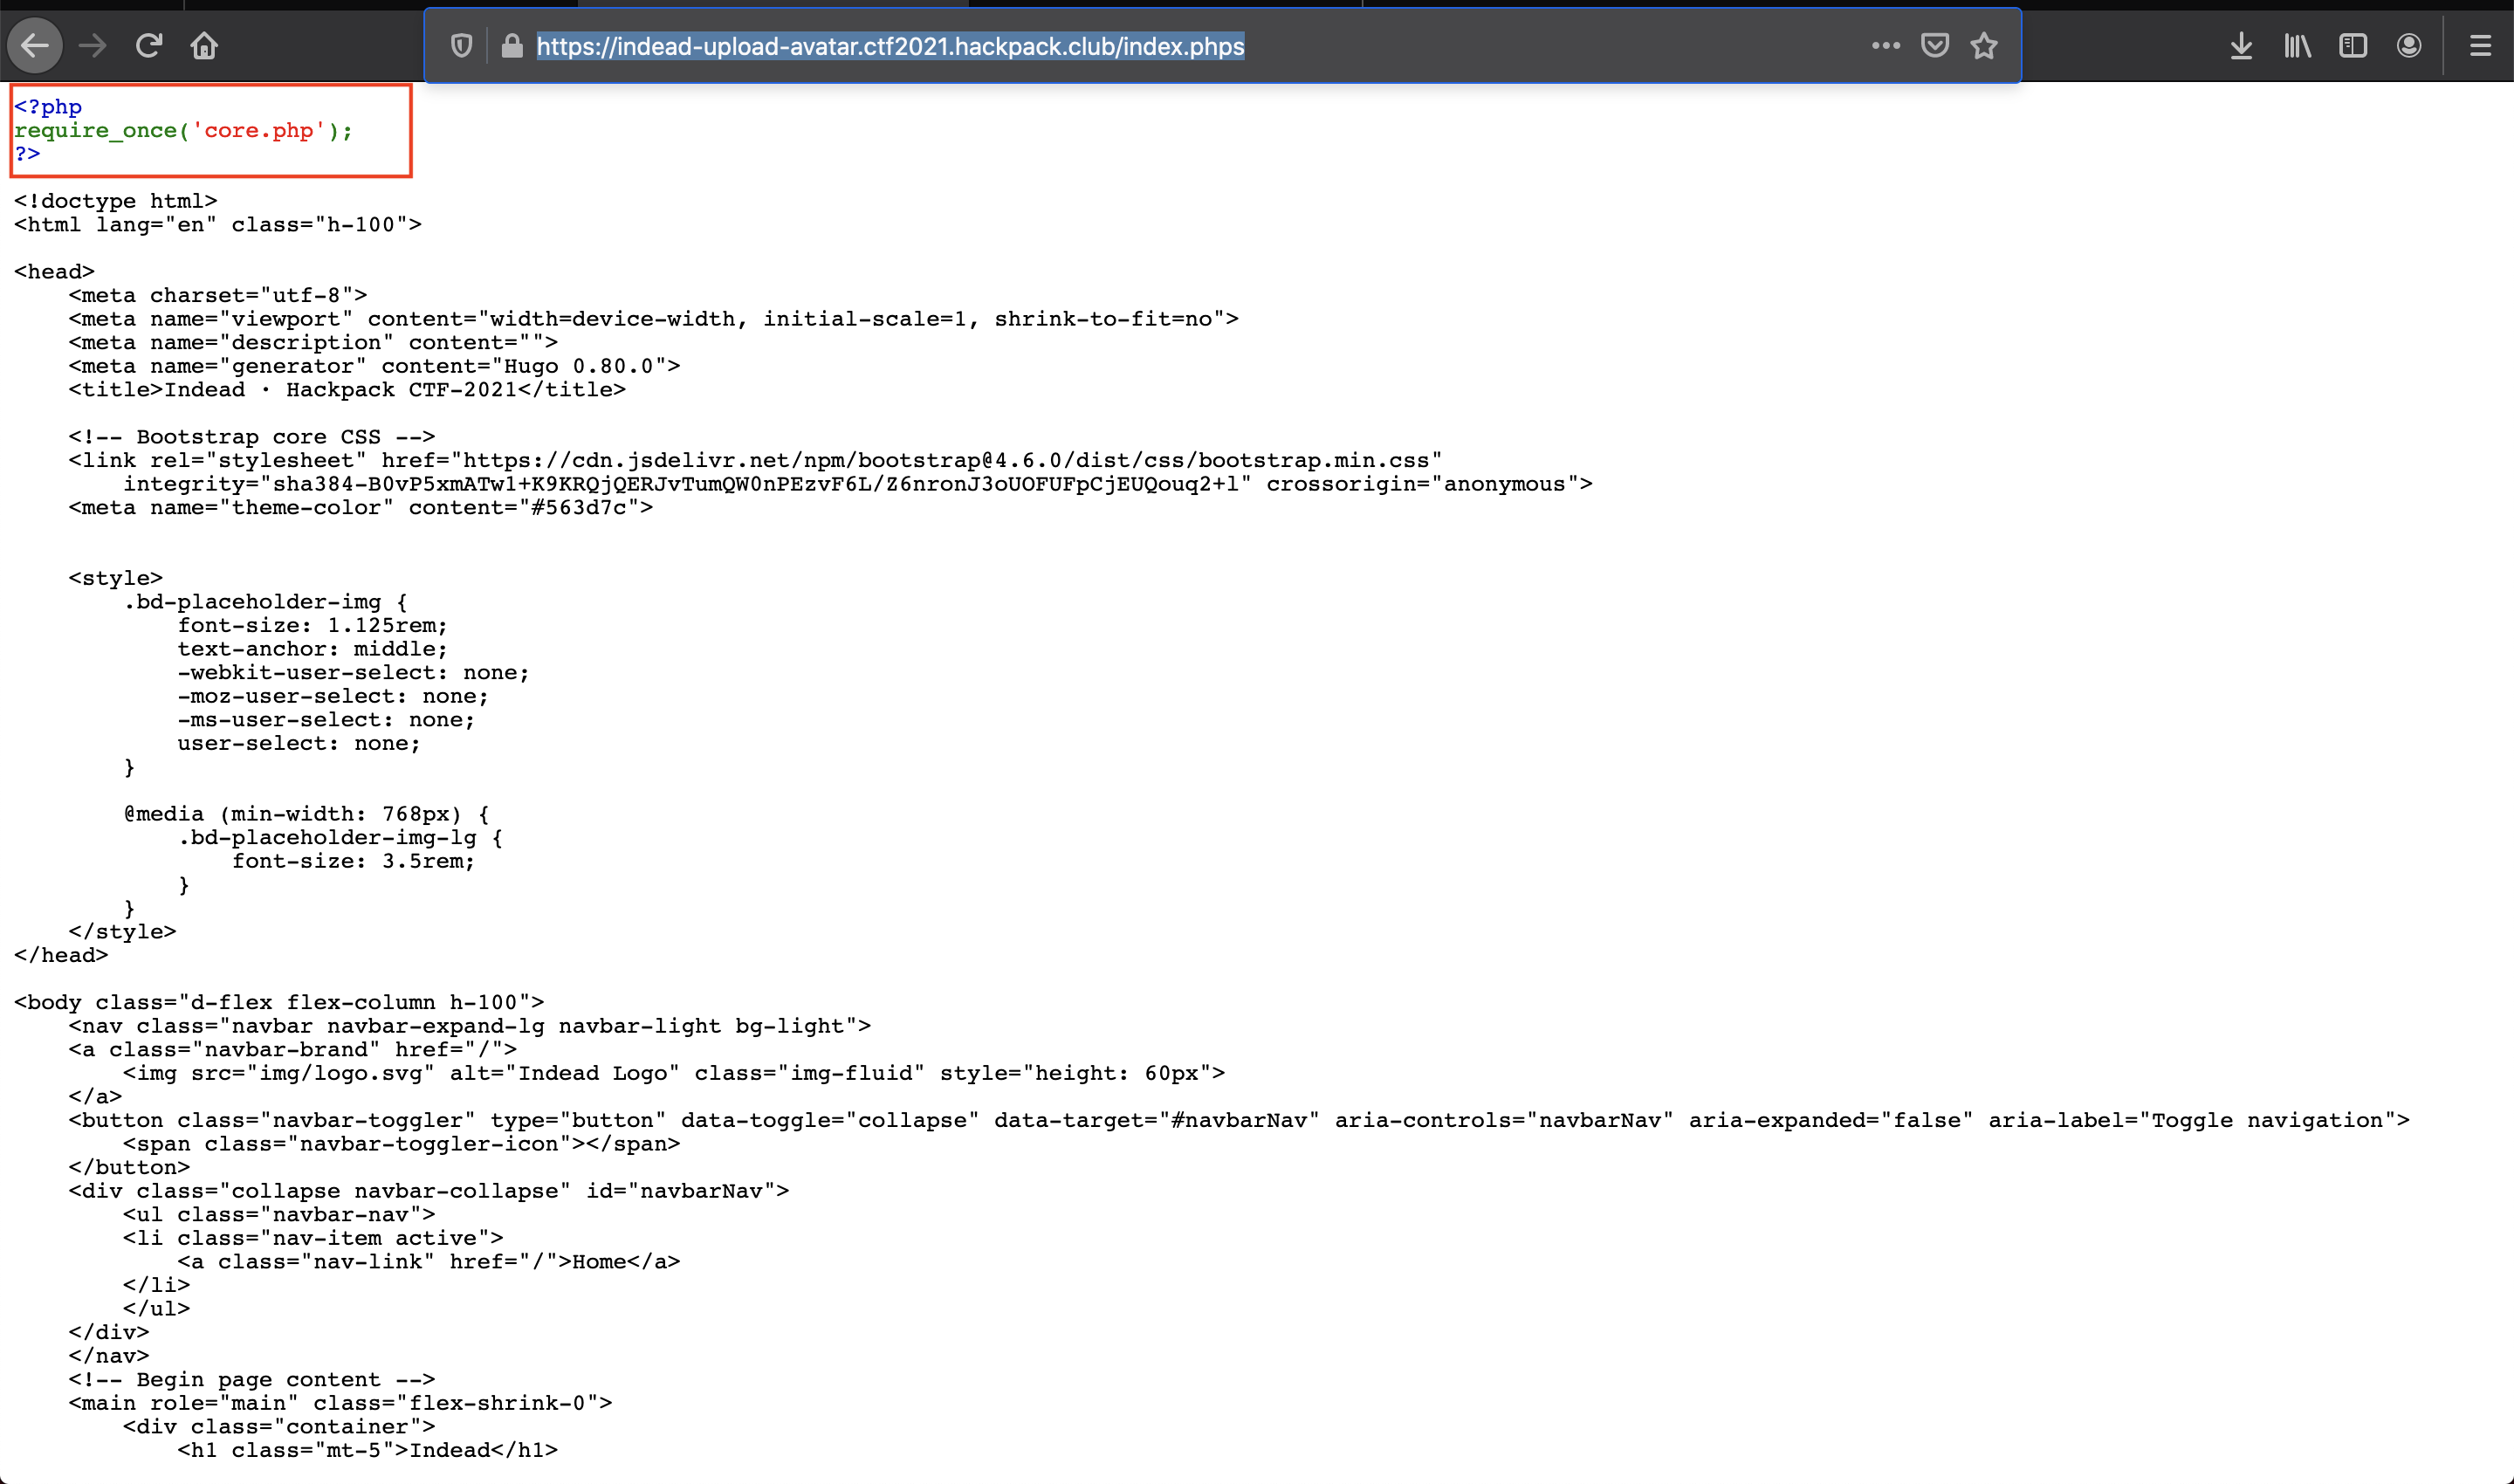 https://indead-upload-avatar.ctf2021.hackpack.club/index.phps
<?php
require_once('core.php');
?>
<!doctype html>
<html lang="en" class="h-100">
<head>
    <meta charset="utf-8">
    <meta name="viewport" content="width=device-width, initial-scale=1, shrink-to-fit=no">
    <meta name="description" content="">
    <meta name="generator" content="Hugo 0.80.0">
    <title>Indead · Hackpack CTF-2021</title>
    <!-- Bootstrap core CSS -->
    <link rel="stylesheet" href="https://cdn.jsdelivr.net/npm/bootstrap@4.6.0/dist/css/bootstrap.min.css"
        integrity="sha384-B0vP5xmATw1+K9KRQjQERJvTumQW0nPEzvF6L/Z6nronJ3oUOFUFpCjEUQouq2+l" crossorigin="anonymous">
    <meta name="theme-color" content="#563d7c">
    <style>
        .bd-placeholder-img {
            font-size: 1.125rem;
            text-anchor: middle;
            -webkit-user-select: none;
            -moz-user-select: none;
            -ms-user-select: none;
            user-select: none;
        }
        @media (min-width: 768px) {
            .bd-placeholder-img-lg {
                font-size: 3.5rem;
            }
        }
    </style>
</head>
<body class="d-flex flex-column h-100">
    <nav class="navbar navbar-expand-lg navbar-light bg-light">
    <a class="navbar-brand" href="/">
        <img src="img/logo.svg" alt="Indead Logo" class="img-fluid" style="height: 60px">
    </a>
    <button class="navbar-toggler" type="button" data-toggle="collapse" data-target="#navbarNav" aria-controls="navbarNav" aria-expanded="false" aria-label="Toggle navigation">
        <span class="navbar-toggler-icon"></span>
    </button>
    <div class="collapse navbar-collapse" id="navbarNav">
        <ul class="navbar-nav">
        <li class="nav-item active">
            <a class="nav-link" href="/">Home</a>
        </li>
        </ul>
    </div>
    </nav>
    <!-- Begin page content -->
    <main role="main" class="flex-shrink-0">
        <div class="container">
            <h1 class="mt-5">Indead</h1>